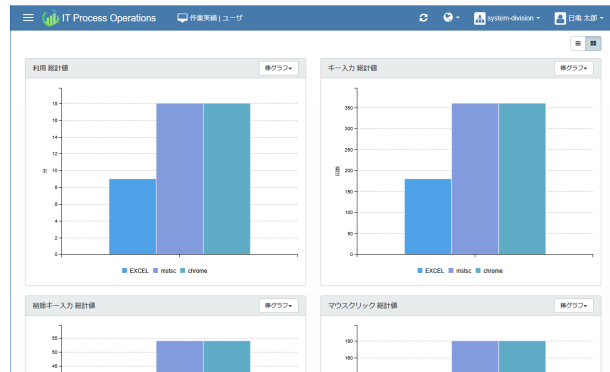 IT Process Operations 作業実績 | ユーザ system-division 日電 太郎
利用 総計値 棒グラフ
18
16
14
12
10
8
6
4
2
0
分
EXCEL mstsc chrome
キー入力 総計値 棒グラフ
350
300
250
200
150
100
50
0
回数
EXCEL mstsc chrome
削除キー入力 総計値 棒グラフ
55
50
45
マウスクリック 総計値 棒グラフ
180
160